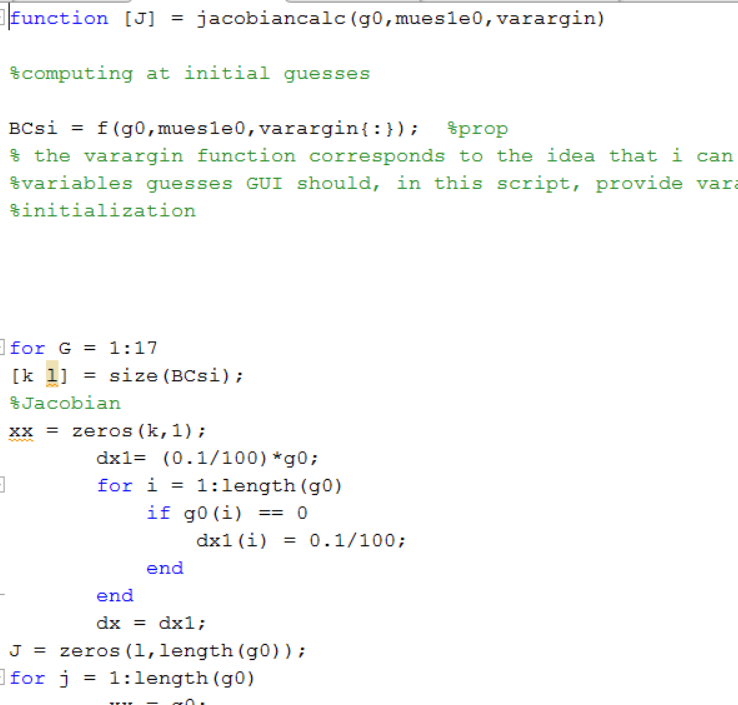 function [J] = jacobiancalc(g0,mues1e0,varargin)
%computing at initial guesses
BCsi = f(g0,mues1e0,varargin{:}); %prop
% the varargin function corresponds to the idea that i can
%variables guesses GUI should, in this script, provide vara
%initialization
for G = 1:17
[k l] = size(BCsi);
%Jacobian
xx = zeros(k,1);
dx1= (0.1/100)*g0;
for i = 1:length(g0)
if g0(i) == 0
dx1(i) = 0.1/100;
end
end
dx = dx1;
J = zeros(l,length(g0));
for j = 1:length(g0)
xx = g0;